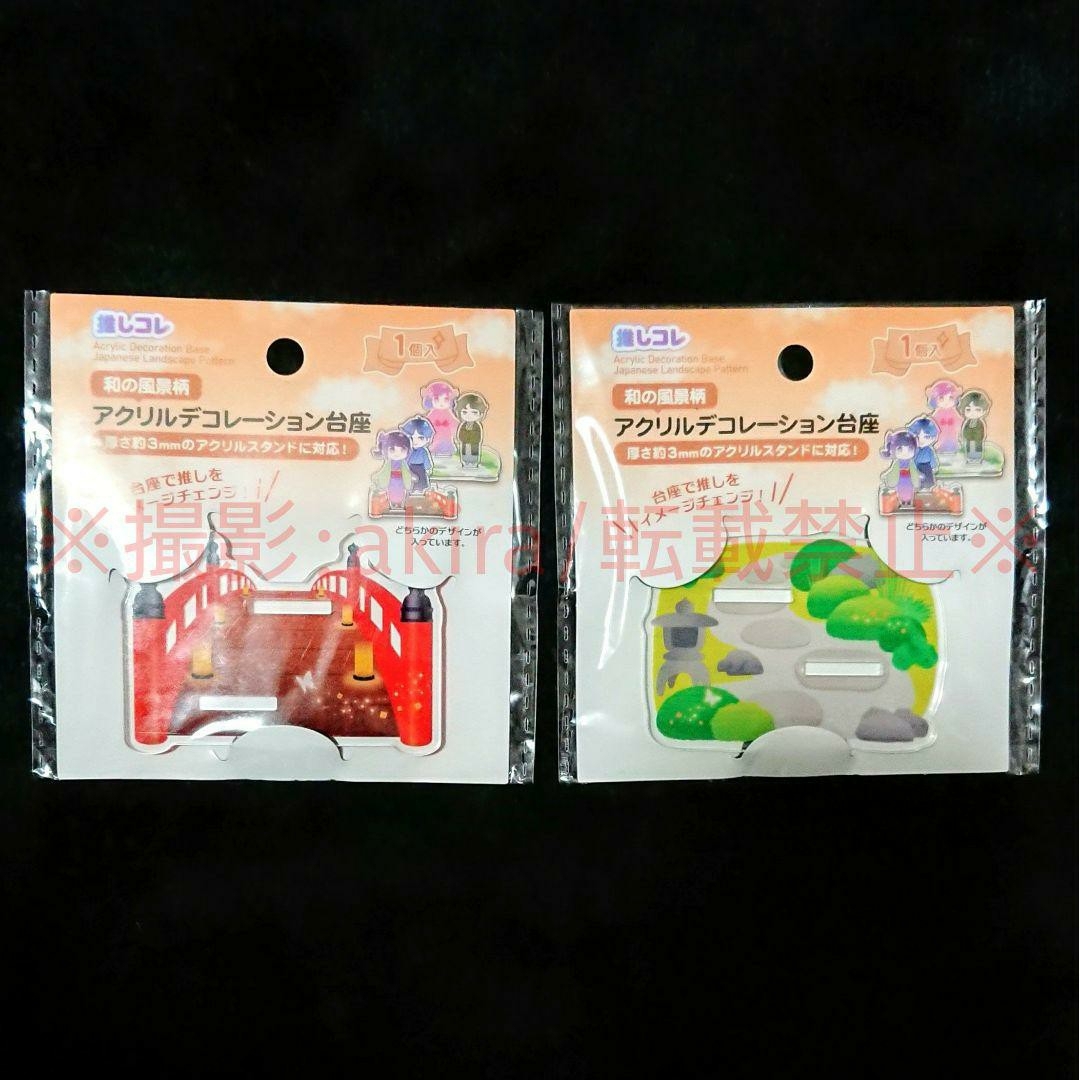 推しコレ
Acrylic Decoration Base
Japanese Landscape Pattern
1個入
和の風景柄
アクリルデコレーション台座
厚さ約3mmのアクリルスタンドに対応!
台座で推しを
メージチェンジ!
どちらかのデザインが
入っています。
推しコレ
Acrylic Decoration Base
Japanese Landscape Pattern
1個入
和の風景柄
アクリルデコレーション台座
厚さ約3mmのアクリルスタンドに対応!
台座で推しを
イメージチェンジ!
どちらかのデザインが
入っています。
※撮影:akira/転載禁止※